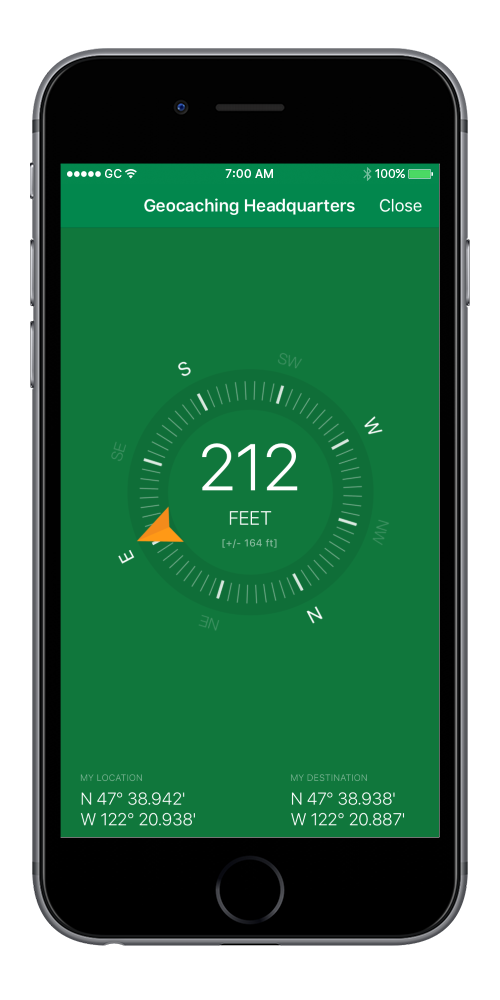 GC 7:00 AM 100%
Geocaching Headquarters Close
S
SW
W
SE
212
FEET
[+/- 164 ft]
NW
E
N
NE
MY LOCATION
N 47° 38.942'
W 122° 20.938'
MY DESTINATION
N 47° 38.938'
W 122° 20.887'